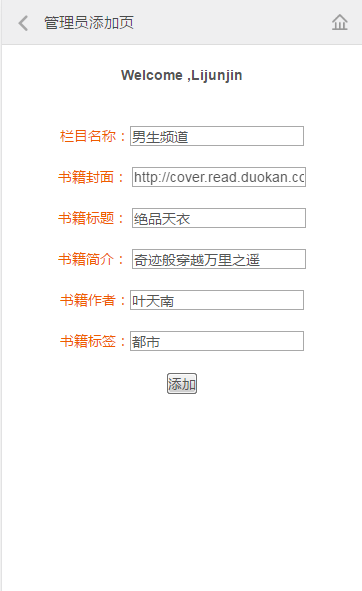 管理员添加页
Welcome ,Lijunjin
栏目名称：男生频道
书籍封面： http://cover.read.duokan.cc
书籍标题： 绝品天衣
书籍简介： 奇迹般穿越万里之遥
书籍作者：叶天南
书籍标签：都市
添加